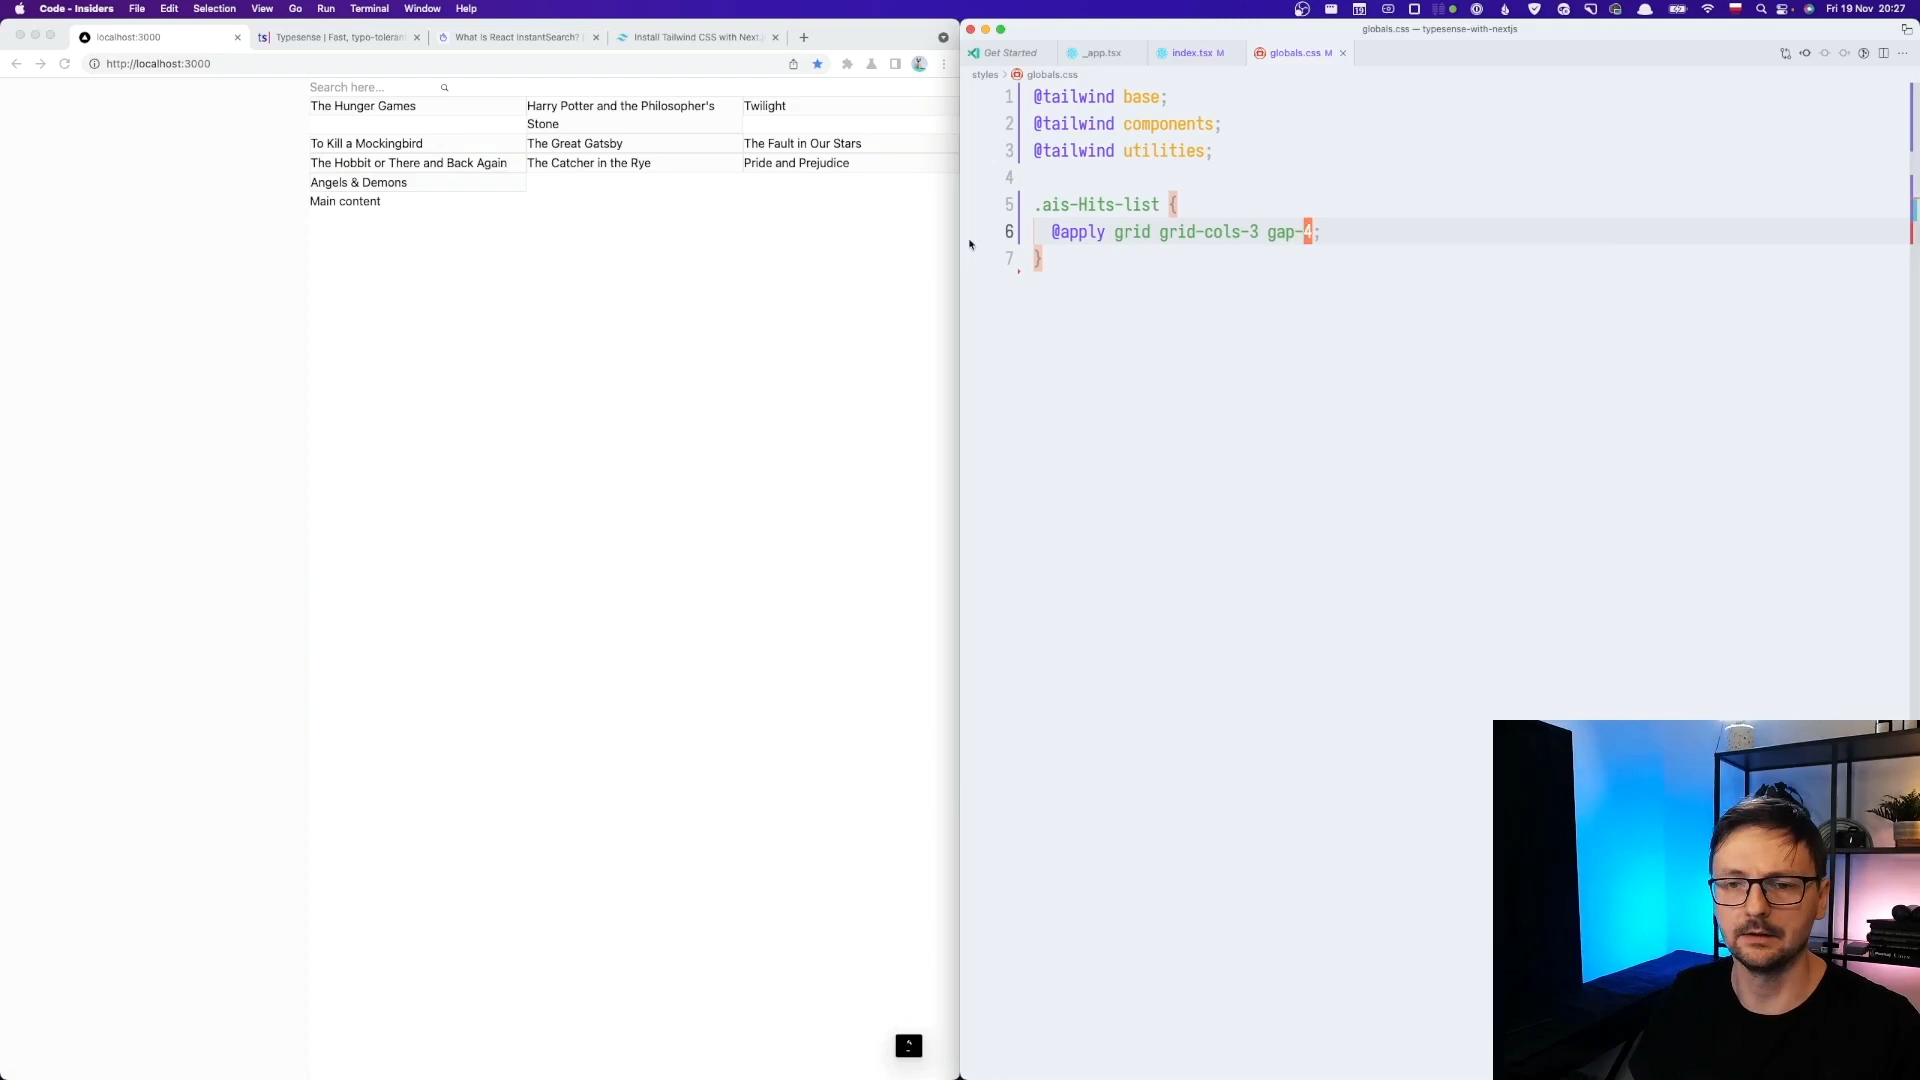 Code - Insiders File Edit Selection View Go Run Terminal Window Help Fri 19 Nov 20:27
localhost:3000
Typesense | Fast, typo-toleran
What is React InstantSearch? |
Install Tailwind CSS with Next.j
http://localhost:3000
Search here...
The Hunger Games
Harry Potter and the Philosopher's
Stone
Twilight
To Kill a Mockingbird
The Great Gatsby
The Fault in Our Stars
The Hobbit or There and Back Again
The Catcher in the Rye
Pride and Prejudice
Angels & Demons
Main content
globals.css — typesense-with-nextjs
Get Started
_app.tsx
index.tsx M
globals.css M
styles > globals.css
1 @tailwind base;
2 @tailwind components;
3 @tailwind utilities;
4
5 .ais-Hits-list {
6 @apply grid grid-cols-3 gap-4;
7 }